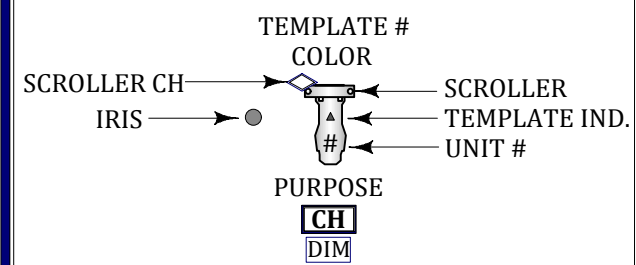 TEMPLATE #
COLOR
SCROLLER CH
SCROLLER
IRIS
TEMPLATE IND.
#
UNIT #
PURPOSE
CH
DIM